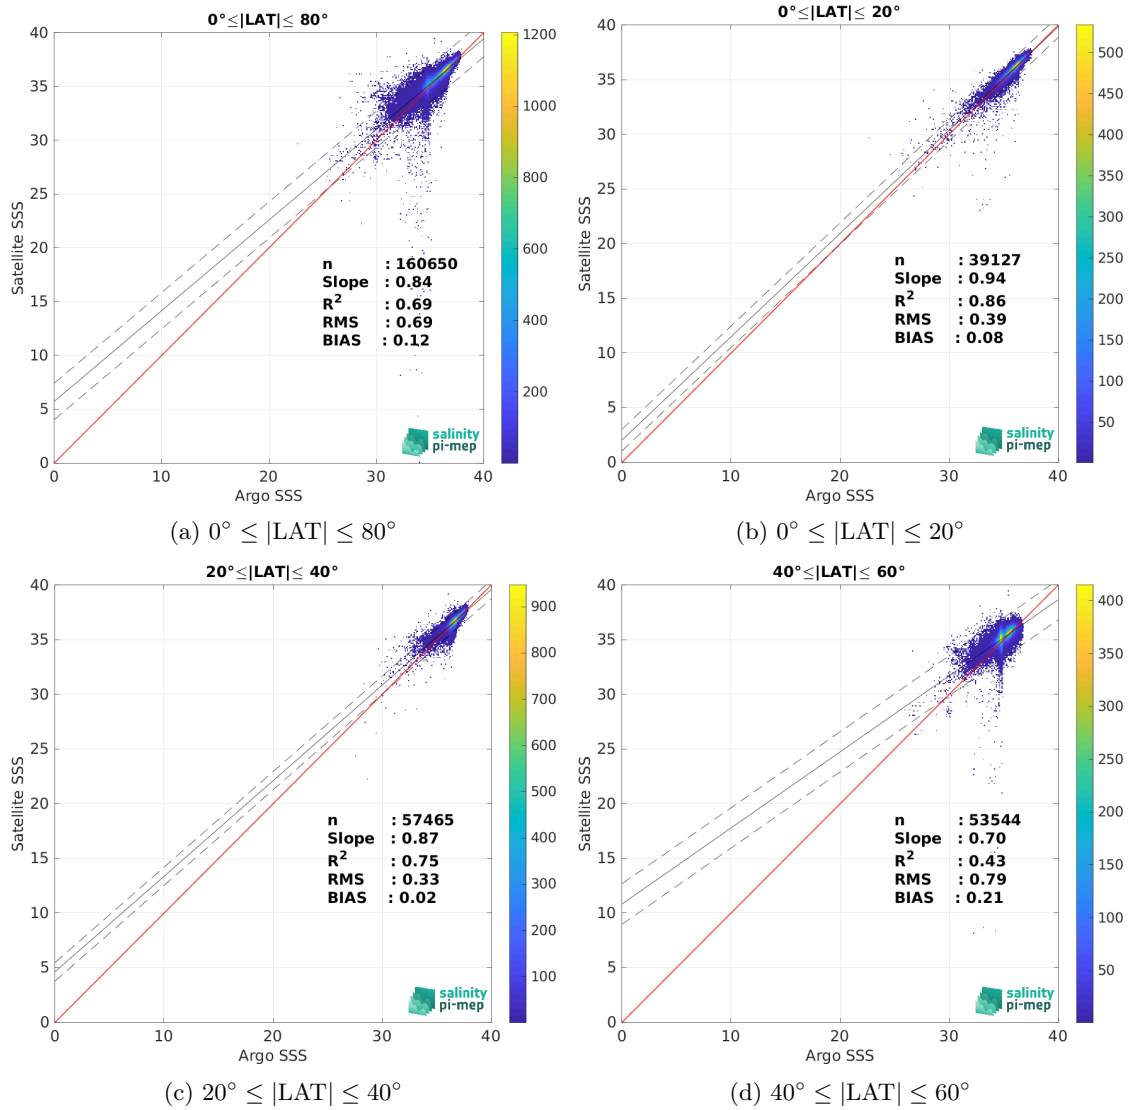 0°≤|LAT|≤ 80°
40
35
30
25
20
15
10
5
0
Satellite SSS
n : 160650
Slope : 0.84
R² : 0.69
RMS : 0.69
BIAS : 0.12
salinity
pi-mep
0 10 20 30 40
Argo SSS
1200
1000
800
600
400
200
(a) 0° ≤ |LAT| ≤ 80°
0°≤|LAT|≤ 20°
40
35
30
25
20
15
10
5
0
Satellite SSS
n : 39127
Slope : 0.94
R² : 0.86
RMS : 0.39
BIAS : 0.08
salinity
pi-mep
0 10 20 30 40
Argo SSS
500
450
400
350
300
250
200
150
100
50
(b) 0° ≤ |LAT| ≤ 20°
20°≤|LAT|≤ 40°
40
35
30
25
20
15
10
5
0
Satellite SSS
n : 57465
Slope : 0.87
R² : 0.75
RMS : 0.33
BIAS : 0.02
salinity
pi-mep
0 10 20 30 40
Argo SSS
900
800
700
600
500
400
300
200
100
(c) 20° ≤ |LAT| ≤ 40°
40°≤|LAT|≤ 60°
40
35
30
25
20
15
10
5
0
Satellite SSS
n : 53544
Slope : 0.70
R² : 0.43
RMS : 0.79
BIAS : 0.21
salinity
pi-mep
0 10 20 30 40
Argo SSS
400
350
300
250
200
150
100
50
(d) 40° ≤ |LAT| ≤ 60°